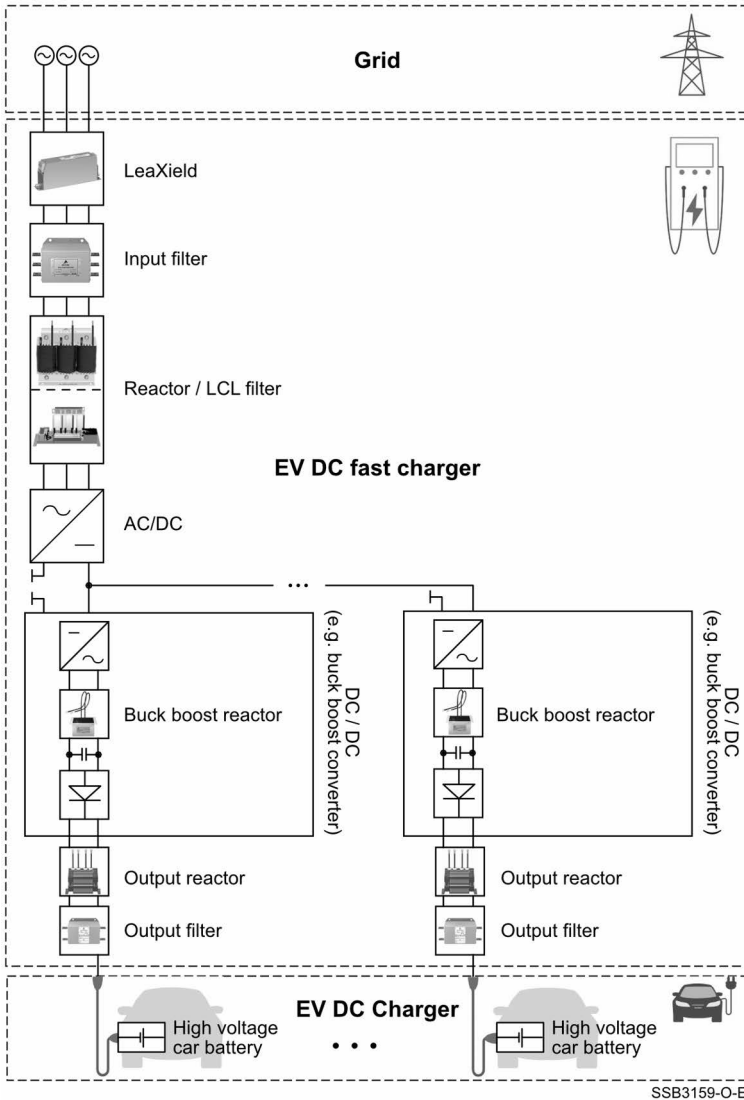 Grid
LeaXield
Input filter
Reactor / LCL filter
EV DC fast charger
AC/DC
DC / DC
(e.g. buck boost converter)
Buck boost reactor
Output reactor
Output filter
DC / DC
(e.g. buck boost converter)
Buck boost reactor
Output reactor
Output filter
EV DC Charger
High voltage
car battery
• • •
High voltage
car battery
SSB3159-O-E